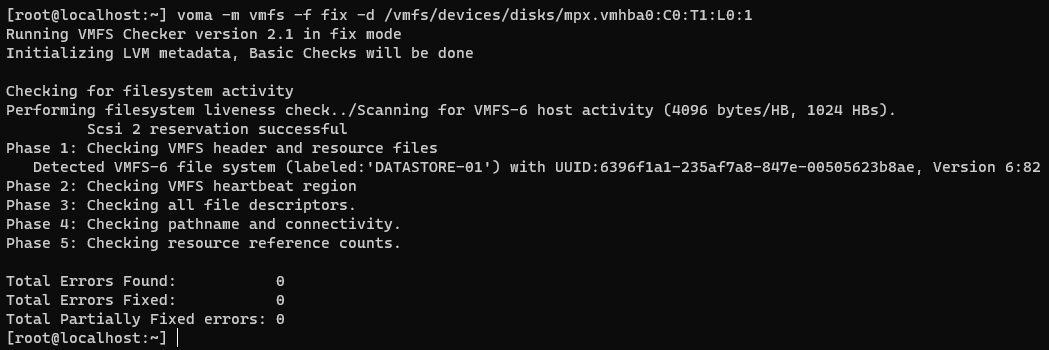 [root@localhost:~] voma -m vmfs -f fix -d /vmfs/devices/disks/mpx.vmhba0:C0:T1:L0:1
Running VMFS Checker version 2.1 in fix mode
Initializing LVM metadata, Basic Checks will be done
Checking for filesystem activity
Performing filesystem liveness check../Scanning for VMFS-6 host activity (4096 bytes/HB, 1024 HBs).
Scsi 2 reservation successful
Phase 1: Checking VMFS header and resource files
Detected VMFS-6 file system (labeled:'DATASTORE-01') with UUID:6396f1a1-235af7a8-847e-00505623b8ae, Version 6:82
Phase 2: Checking VMFS heartbeat region
Phase 3: Checking all file descriptors.
Phase 4: Checking pathname and connectivity.
Phase 5: Checking resource reference counts.
Total Errors Found: 0
Total Errors Fixed: 0
Total Partially Fixed errors: 0
[root@localhost:~]